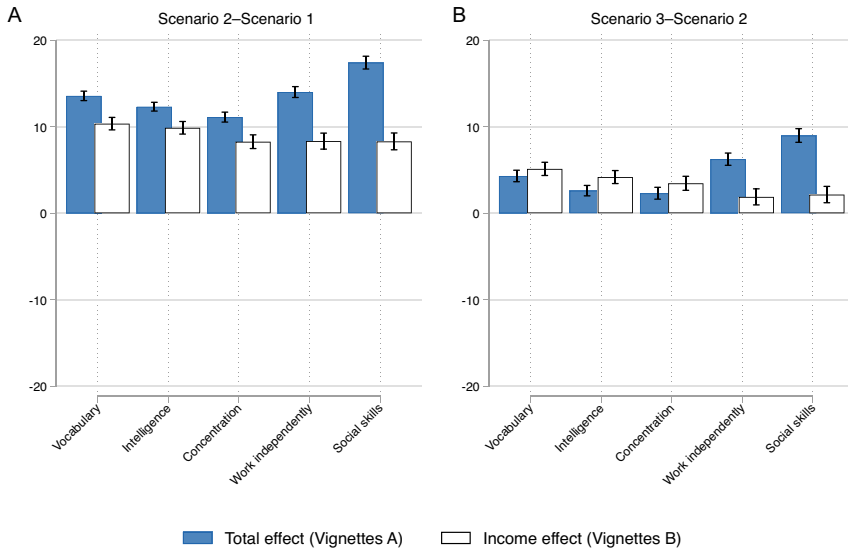 A
Scenario 2–Scenario 1
20
10
0
-10
-20
Vocabulary
Intelligence
Concentration
Work independently
Social skills
B
Scenario 3–Scenario 2
20
10
0
-10
-20
Vocabulary
Intelligence
Concentration
Work independently
Social skills
Total effect (Vignettes A)
Income effect (Vignettes B)